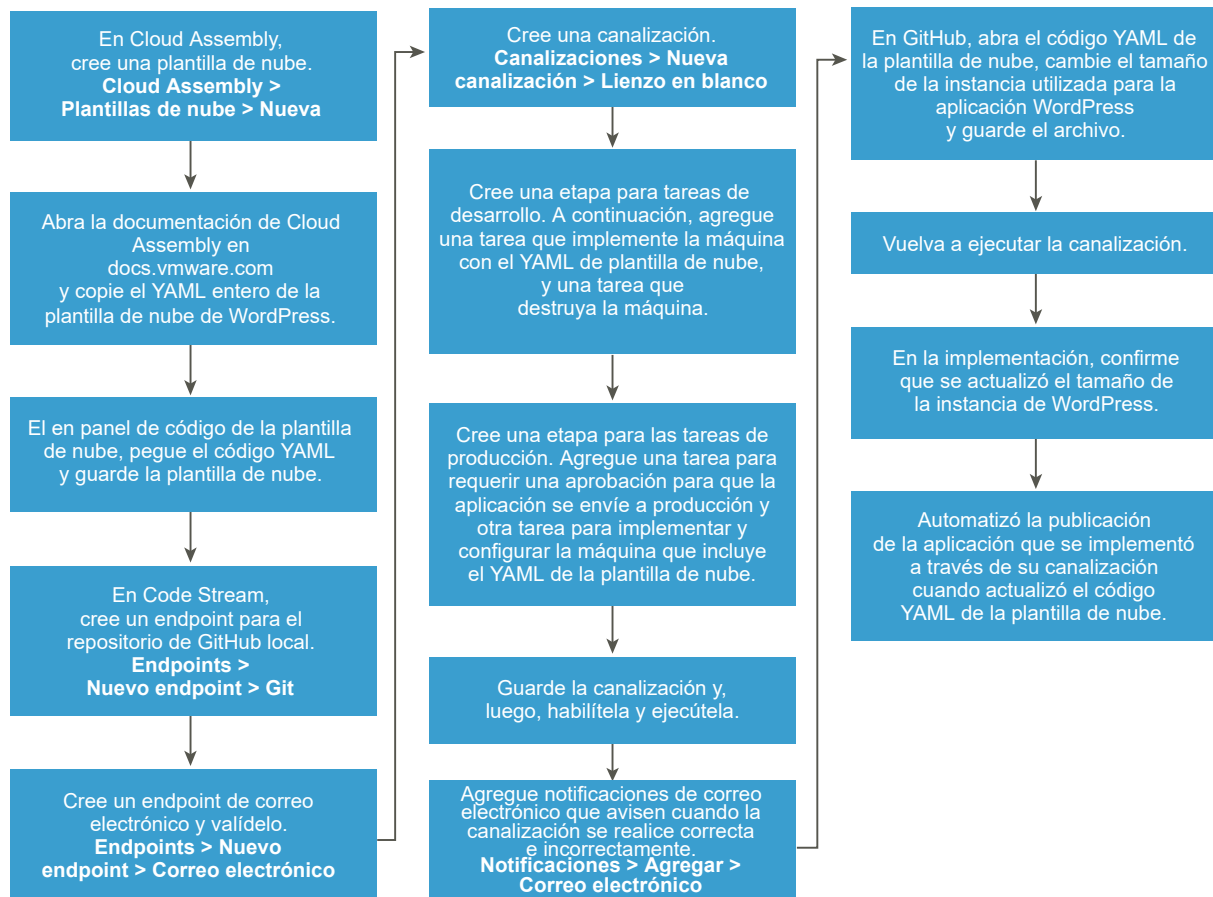 En Cloud Assembly,
cree una plantilla de nube.
Cloud Assembly >
Plantillas de nube > Nueva
Abra la documentación de Cloud
Assembly en
docs.vmware.com
y copie el YAML entero de la
plantilla de nube de WordPress.
El en panel de código de la plantilla
de nube, pegue el código YAML
y guarde la plantilla de nube.
En Code Stream,
cree un endpoint para el
repositorio de GitHub local.
Endpoints >
Nuevo endpoint > Git
Cree un endpoint de correo
electrónico y valídelo.
Endpoints > Nuevo
endpoint > Correo electrónico
Cree una canalización.
Canalizaciones > Nueva
canalización > Lienzo en blanco
Cree una etapa para tareas de
desarrollo. A continuación, agregue
una tarea que implemente la máquina
con el YAML de plantilla de nube,
y una tarea que
destruya la máquina.
Cree una etapa para las tareas de
producción. Agregue una tarea para
requerir una aprobación para que la
aplicación se envíe a producción y
otra tarea para implementar y
configurar la máquina que incluye
el YAML de la plantilla de nube.
Guarde la canalización y,
luego, habilítela y ejecútela.
Agregue notificaciones de correo
electrónico que avisen cuando la
canalización se realice correcta
e incorrectamente.
Notificaciones > Agregar >
Correo electrónico
En GitHub, abra el código YAML de
la plantilla de nube, cambie el tamaño
de la instancia utilizada para la
aplicación WordPress
y guarde el archivo.
Vuelva a ejecutar la canalización.
En la implementación, confirme
que se actualizó el tamaño de
la instancia de WordPress.
Automatizó la publicación
de la aplicación que se implementó
a través de su canalización
cuando actualizó el código
YAML de la plantilla de nube.